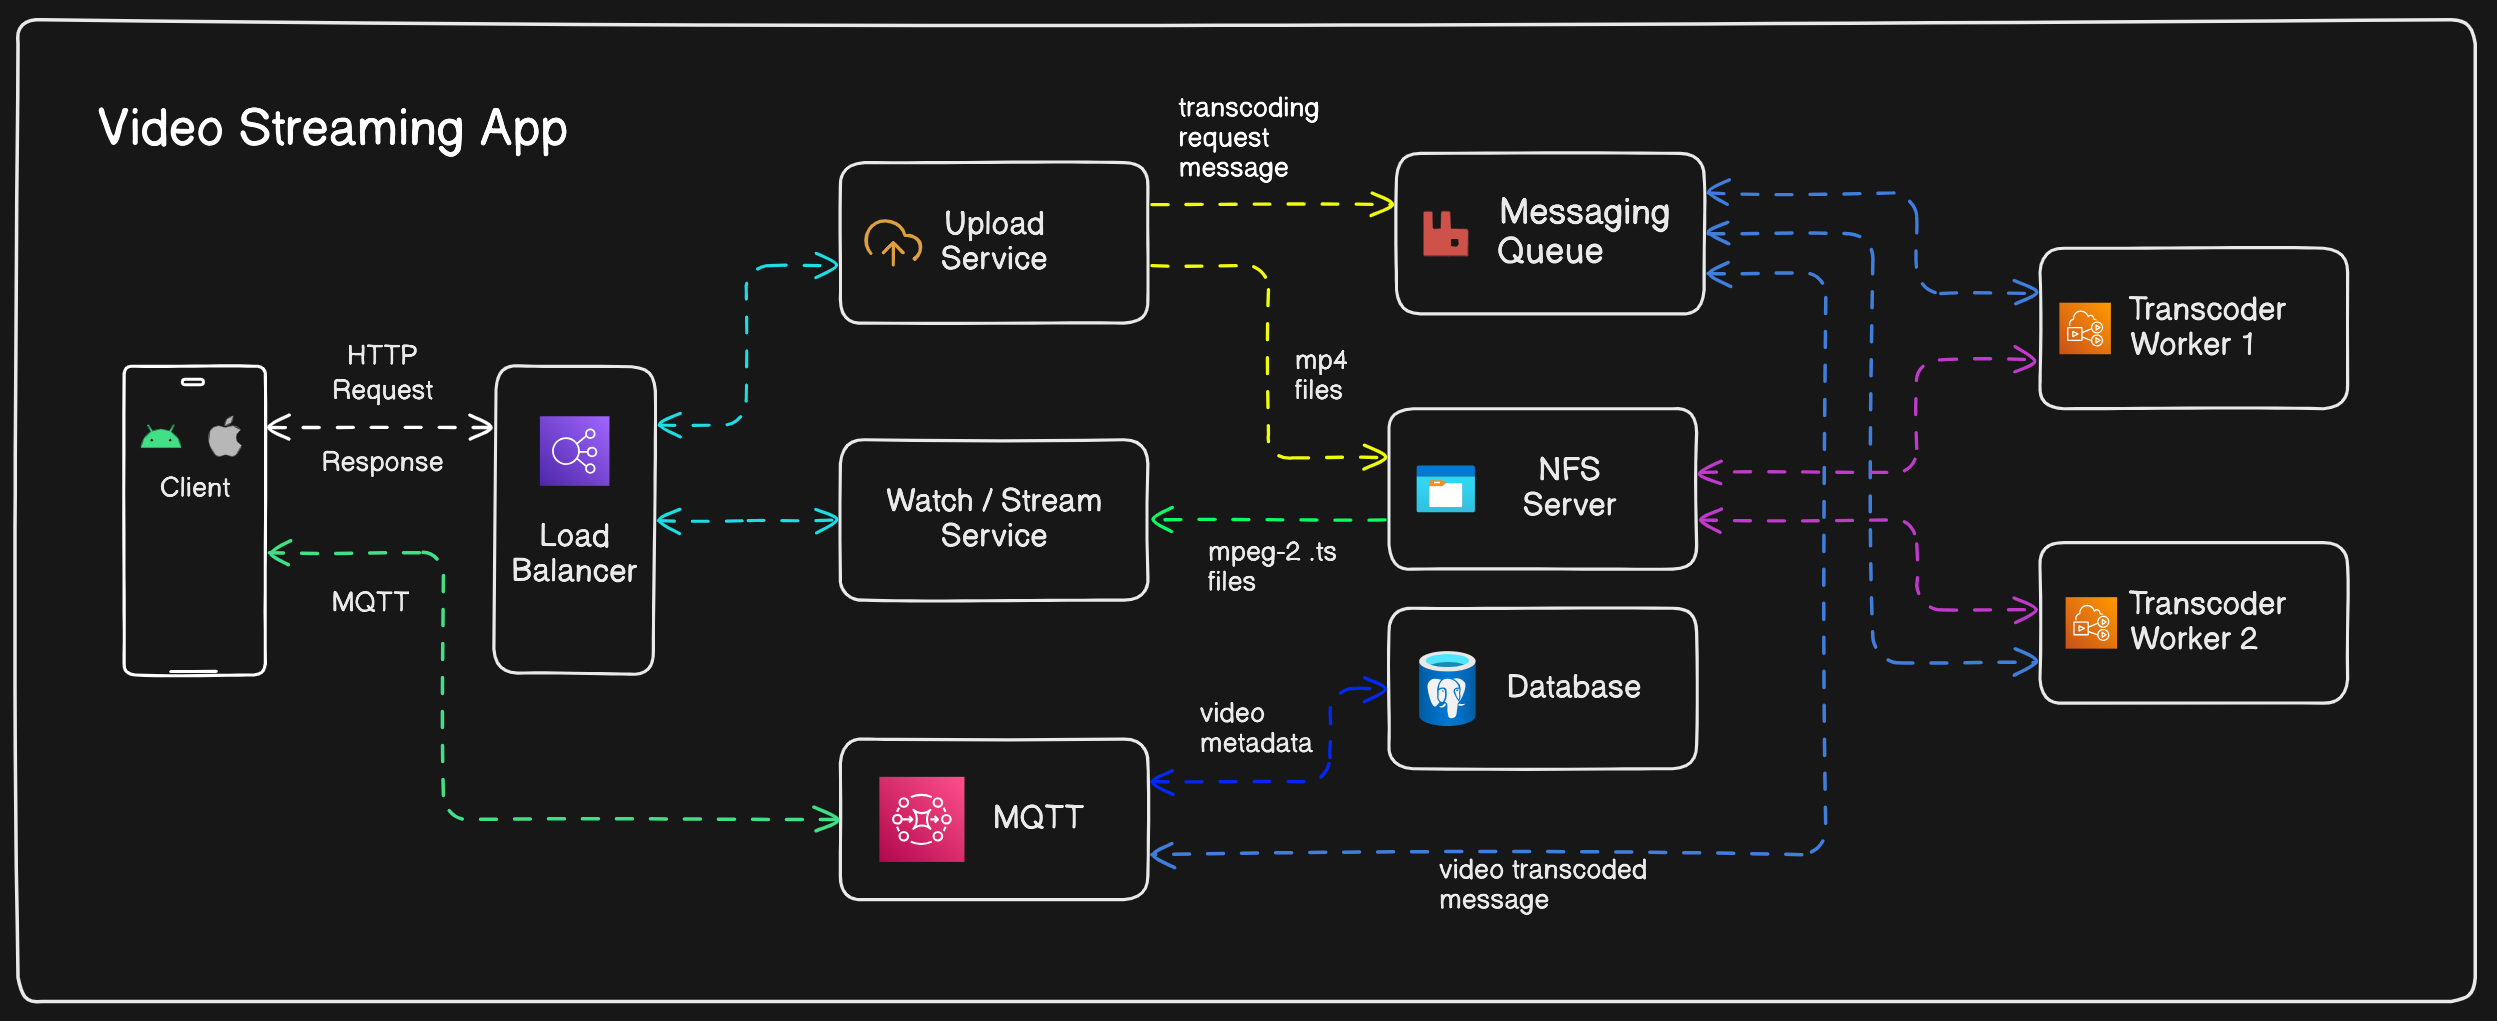 Video Streaming App
transcoding
request
message
Upload
Service
Messaging
Queue
HTTP
Request
Response
Client
Load
Balancer
mp4
files
Transcoder
Worker 1
Watch / Stream
Service
NFS
Server
mpeg-2 .ts
files
MQTT
Transcoder
Worker 2
Database
video
metadata
MQTT
video transcoded
message